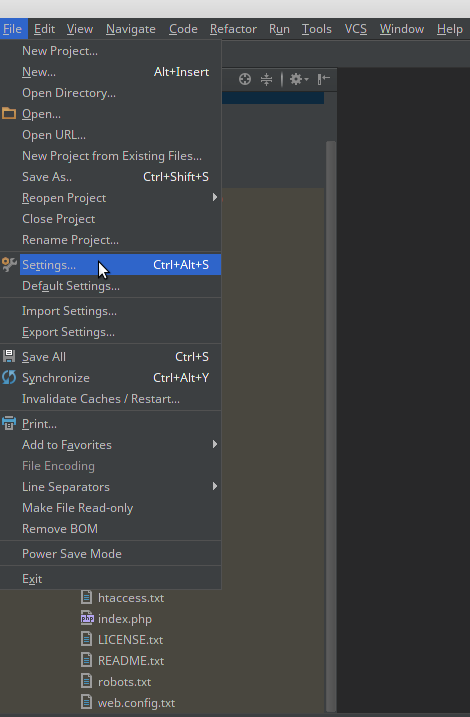 File Edit View Navigate Code Refactor Run Tools VCS Window Help
New Project...
New... Alt+Insert
Open Directory...
Open...
Open URL...
New Project from Existing Files...
Save As.. Ctrl+Shift+S
Reopen Project
Close Project
Rename Project...
Settings... Ctrl+Alt+S
Default Settings...
Import Settings...
Export Settings...
Save All Ctrl+S
Synchronize Ctrl+Alt+Y
Invalidate Caches / Restart...
Print...
Add to Favorites
File Encoding
Line Separators
Make File Read-only
Remove BOM
Power Save Mode
Exit
htaccess.txt
index.php
LICENSE.txt
README.txt
robots.txt
web.config.txt